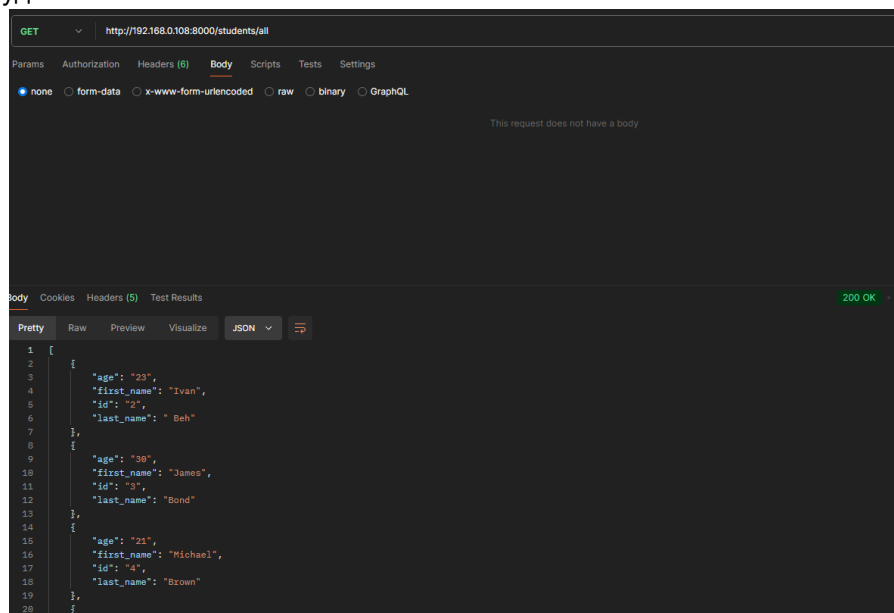 GET http://192.168.0.108:8000/students/all
Params Authorization Headers (6) Body Scripts Tests Settings
none form-data x-www-form-urlencoded raw binary GraphQL
This request does not have a body
Body Cookies Headers (5) Test Results 200 OK
Pretty Raw Preview Visualize JSON
1 [
2 {
3 "age": "23",
4 "first_name": "Ivan",
5 "id": "2",
6 "last_name": " Beh"
7 },
8 {
9 "age": "30",
10 "first_name": "James",
11 "id": "3",
12 "last_name": "Bond"
13 },
14 {
15 "age": "21",
16 "first_name": "Michael",
17 "id": "4",
18 "last_name": "Brown"
19 },
20 {